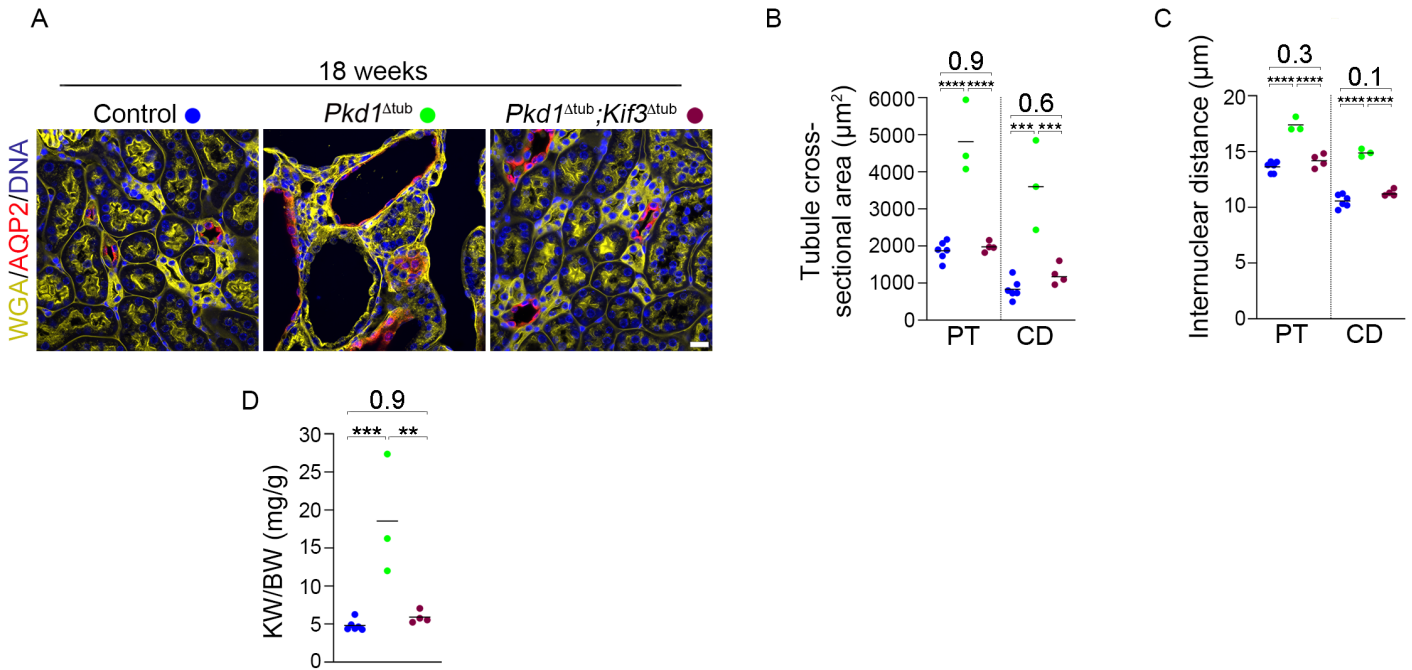 A
18 weeks
Control
Pkd1Δtub
Pkd1Δtub;Kif3Δtub
WGA/AQP2/DNA
B
Tubule cross-
sectional area (µm²)
6000
5000
4000
3000
2000
1000
0
0.9
**** ****
0.6
*** ***
PT CD
C
Internuclear distance (µm)
20
15
10
5
0
0.3
**** ****
0.1
**** ****
PT CD
D
KW/BW (mg/g)
30
25
20
15
10
5
0
0.9
*** **